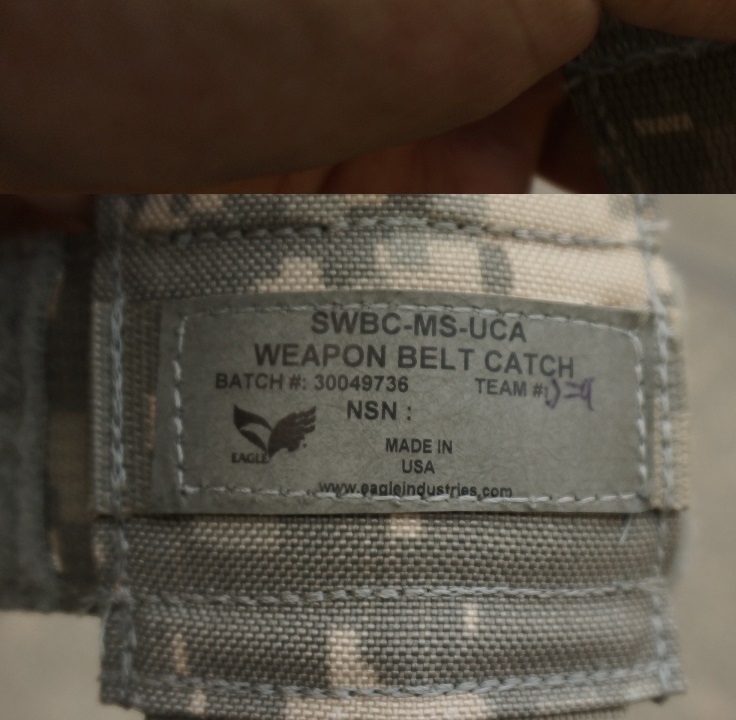 SWBC-MS-UCA
WEAPON BELT CATCH
BATCH #: 30049736 TEAM #:
NSN :
EAGLE
MADE IN
USA
www.eagleindustries.com